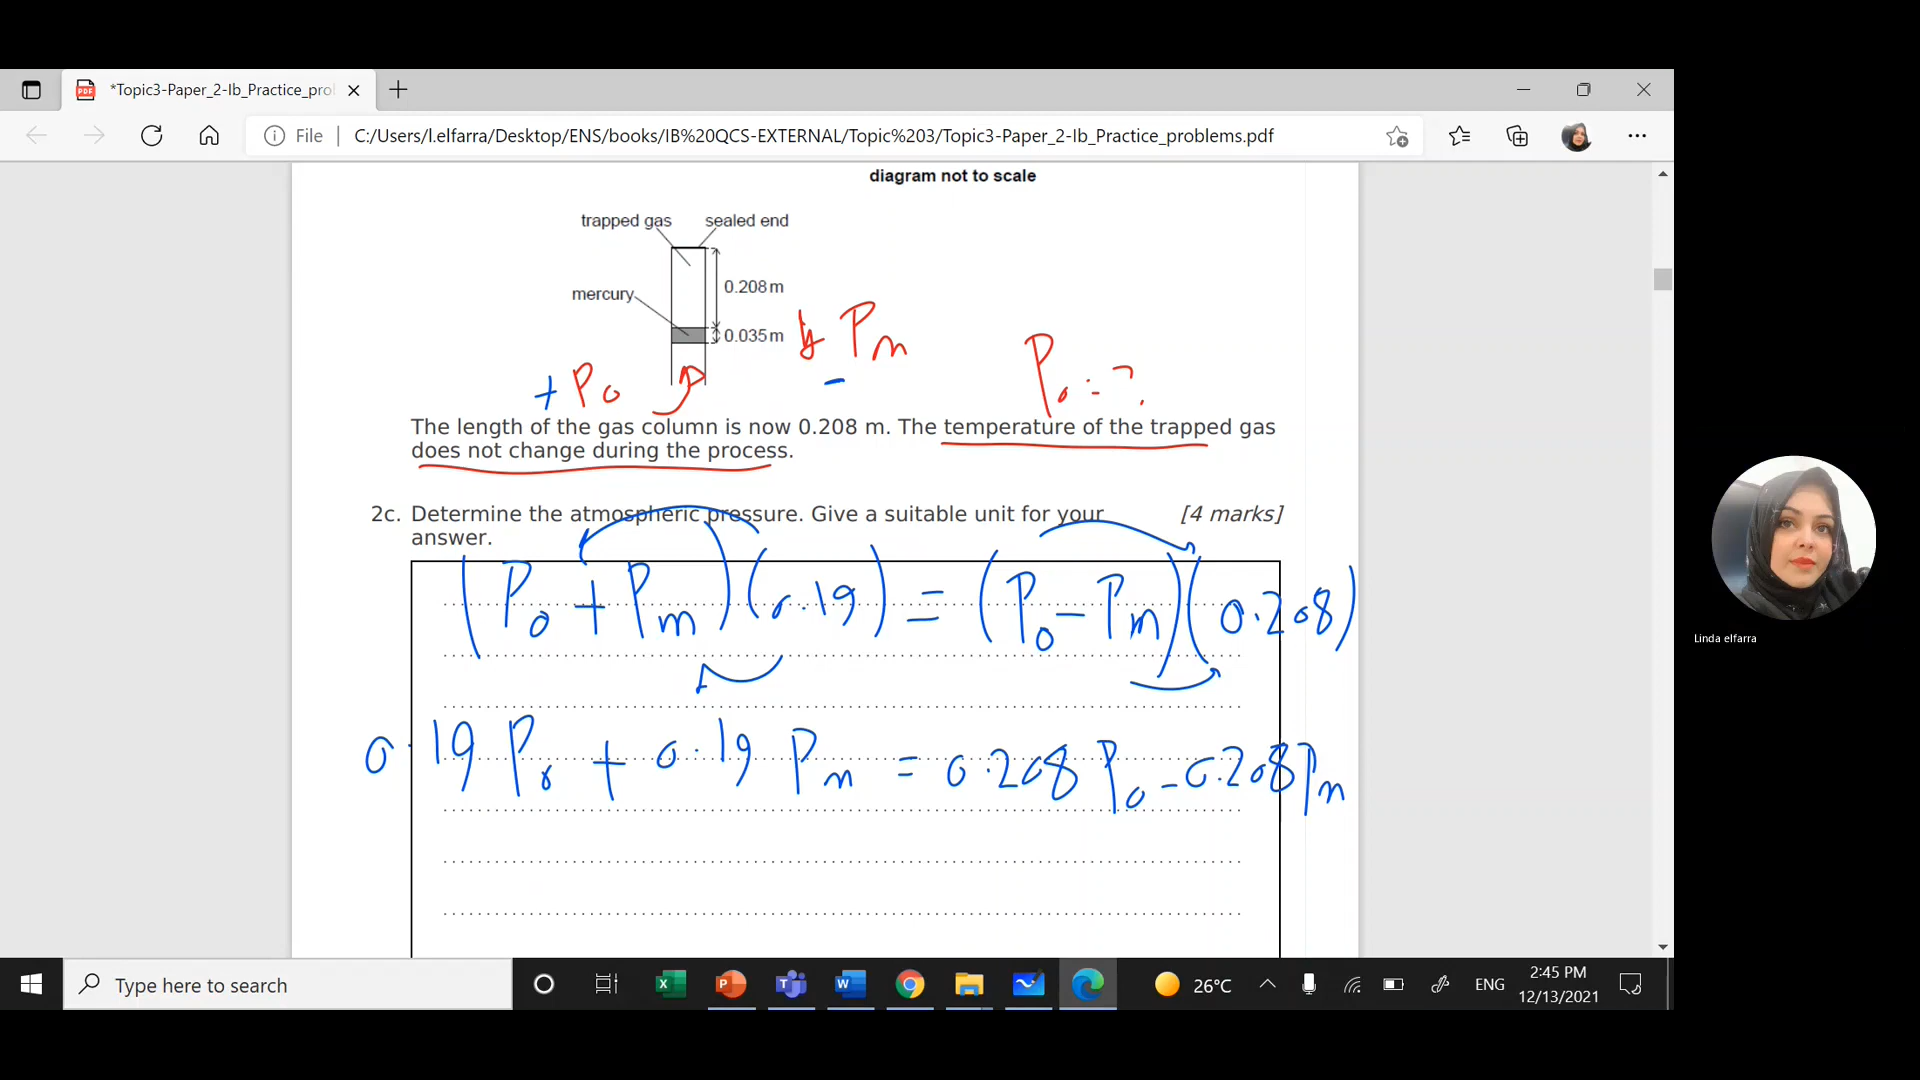 *Topic3-Paper_2-Ib_Practice_pro
File
C:/Users/l.elfarra/Desktop/ENS/books/IB%20QCS-EXTERNAL/Topic%203/Topic3-Paper_2-Ib_Practice_problems.pdf
diagram not to scale
trapped gas sealed end
0.208 m
mercury
0.035 m
Pm
+ Po
-
Po = ?
The length of the gas column is now 0.208 m. The temperature of the trapped gas
does not change during the process.
2c. Determine the atmospheric pressure. Give a suitable unit for your [4 marks]
answer.
(Po + Pm)(0.19) = (Po - Pm)(0.208)
0.19 Po + 0.19 Pm = 0.208 Po - 0.208 Pm
Linda elfarra
Type here to search
26°C
ENG
2:45 PM
12/13/2021